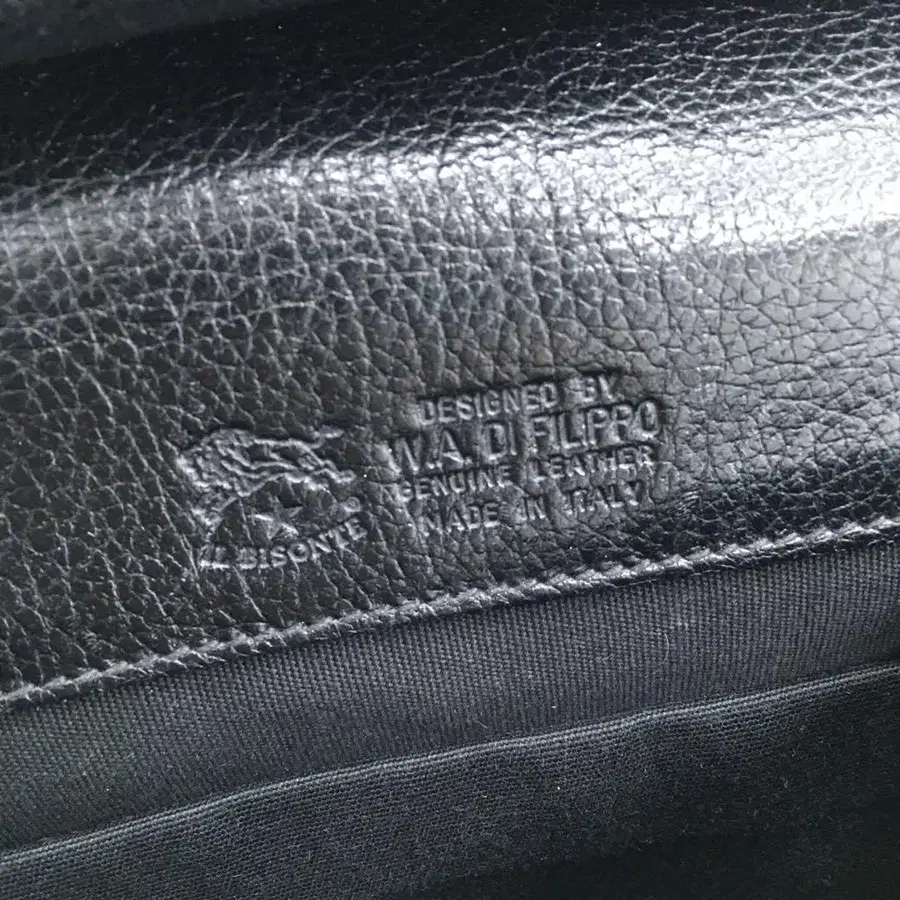 IL BISONTE
DESIGNED BY
W.A. DI FILIPPO
GENUINE LEATHER
MADE IN ITALY